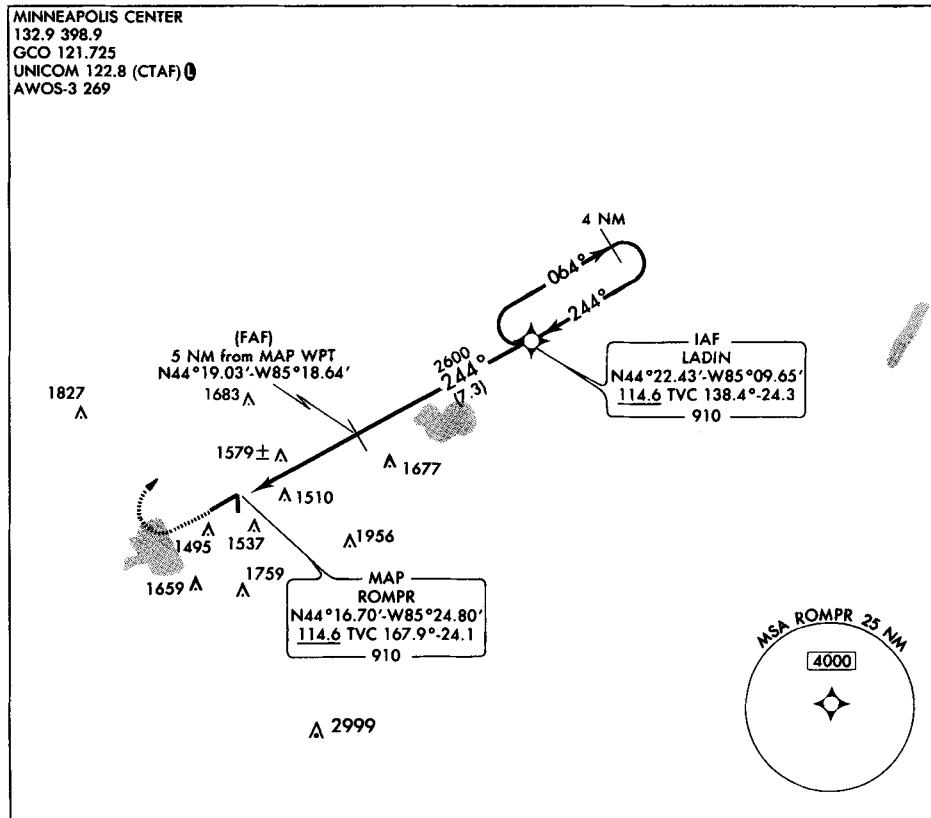 MINNEAPOLIS CENTER
132.9 398.9
GCO 121.725
UNICOM 122.8 (CTAF) L
AWOS-3 269
4 NM
064°
244°
(FAF)
5 NM from MAP WPT
N44°19.03'-W85°18.64'
2600
244°
(7.3)
IAF
LADIN
N44°22.43'-W85°09.65'
114.6 TVC 138.4°-24.3
910
1827
1683
1579±
1677
1510
1495
1537
1956
1659
1759
MAP
ROMPR
N44°16.70'-W85°24.80'
114.6 TVC 167.9°-24.1
910
2999
MSA ROMPR 25 NM
4000